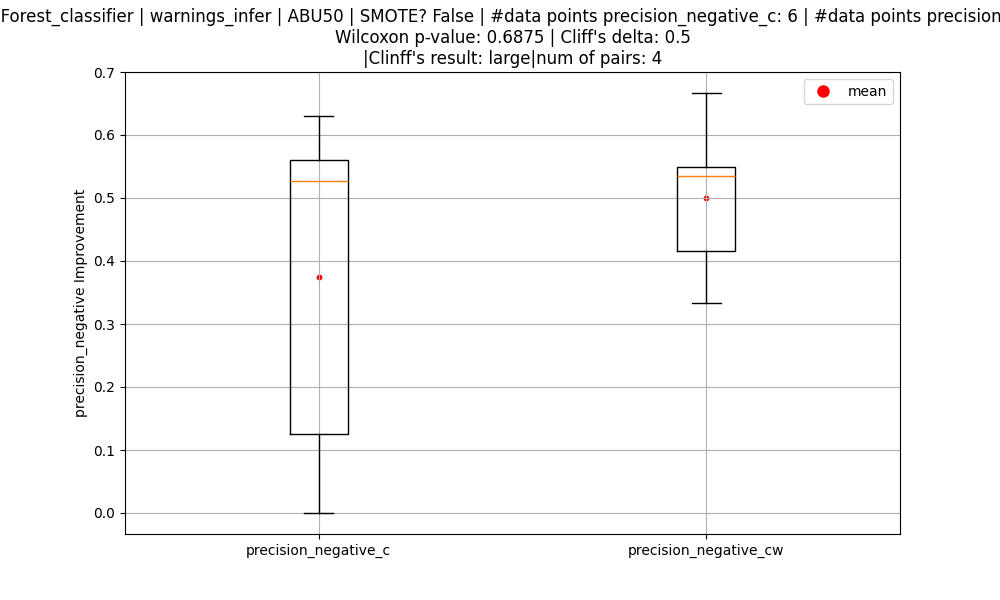 Forest_classifier | warnings_infer | ABU50 | SMOTE? False | #data points precision_negative_c: 6 | #data points precision
Wilcoxon p-value: 0.6875 | Cliff's delta: 0.5
|Clinff's result: large|num of pairs: 4
mean
0.7
0.6
0.5
0.4
0.3
0.2
0.1
0.0
precision_negative Improvement
precision_negative_c
precision_negative_cw